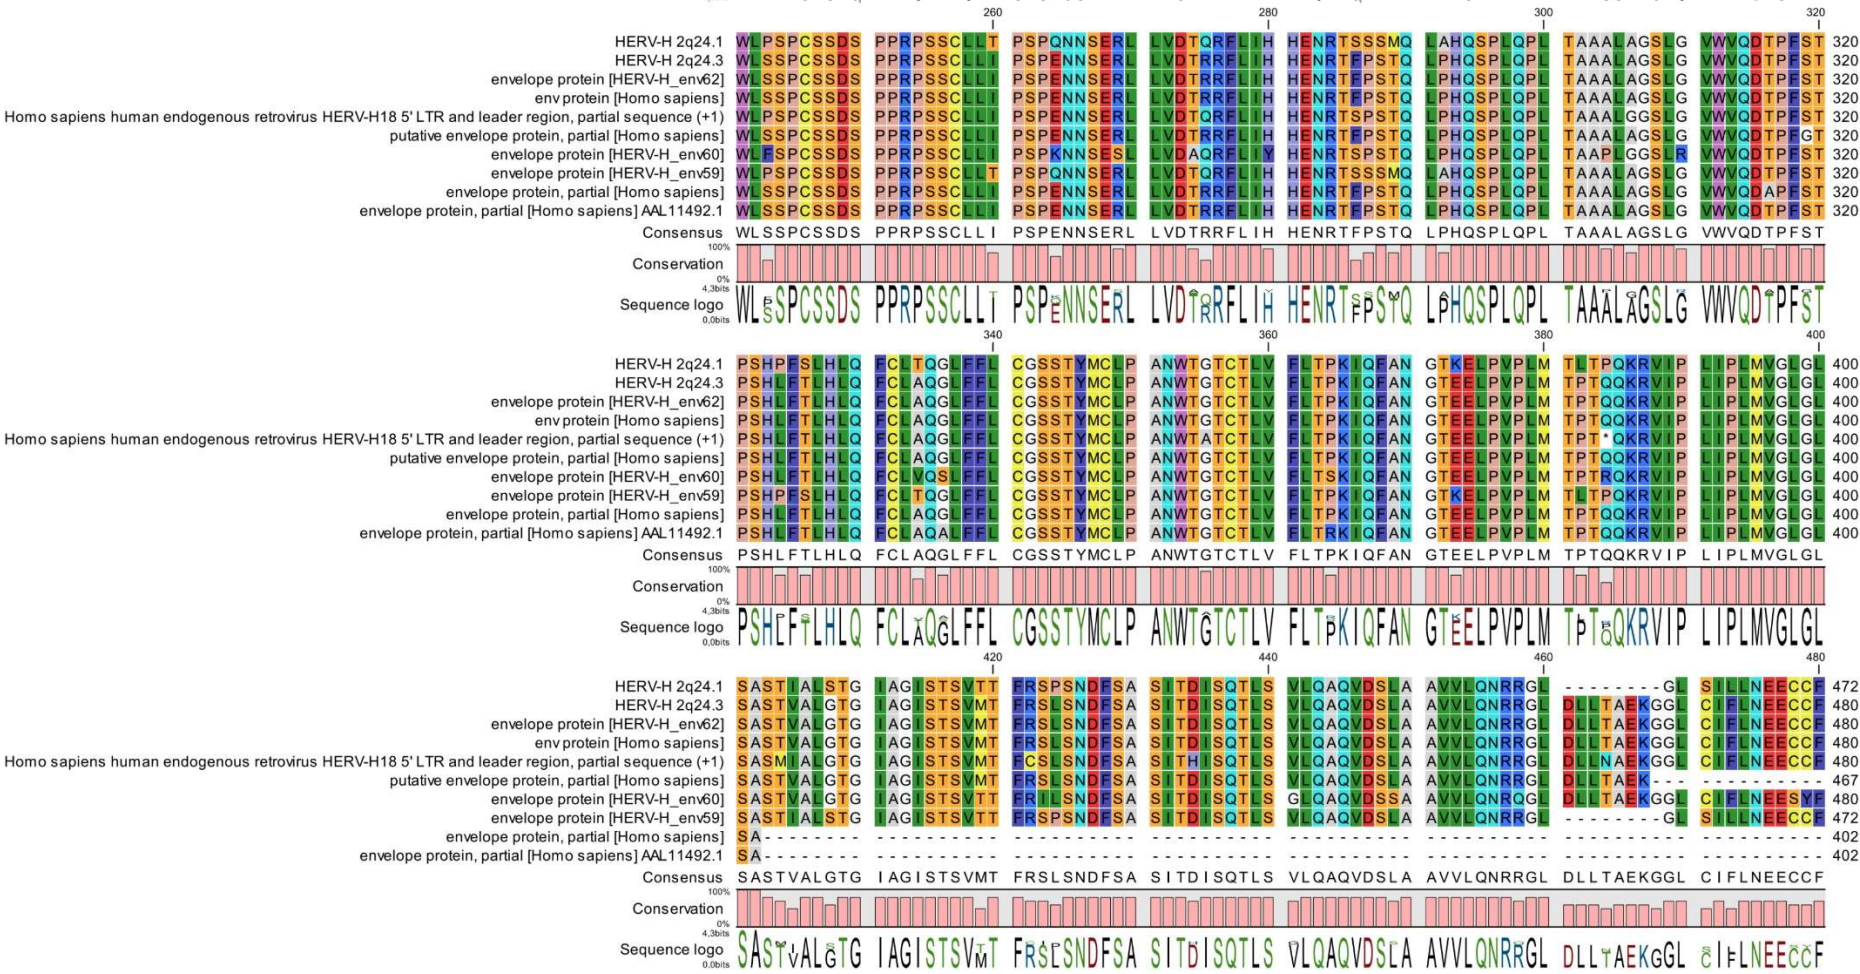 260 280 300 320
HERV-H 2q24.1 WLPSPCSSDS PPRPSSCLLT PSPQNNSERL LVDTQRFLIH HENRTSSSMQ LAHQSPLQPL TAAALAGSLG VWVQDTPFST 320
HERV-H 2q24.3 WLSSPCSSDS PPRPSSCLLI PSPENNSERL LVDTRRFLIH HENRTFPSTQ LPHQSPLQPL TAAALAGSLG VWVQDTPFST 320
envelope protein [HERV-H_env62] WLSSPCSSDS PPRPSSCLLI PSPENNSERL LVDTRRFLIH HENRTFPSTQ LPHQSPLQPL TAAALAGSLG VWVQDTPFST 320
env protein [Homo sapiens] WLSSPCSSDS PPRPSSCLLI PSPENNSERL LVDTRRFLIH HENRTFPSTQ LPHQSPLQPL TAAALAGSLG VWVQDTPFST 320
Homo sapiens human endogenous retrovirus HERV-H18 5' LTR and leader region, partial sequence (+1) WLPSPCSSDS PPRPSSCLLI PSPENNSERL LVDTQRFLIH HENRTSPSTQ LPHQSPLQPL TAAALGGSLG VWVQDTPFST 320
putative envelope protein, partial [Homo sapiens] WLSSPCSSDS PPRPSSCLLI PSPENNSERL LVDTRRFLIH HENRTFPSTQ LPHQSPLQPL TAAALAGSLG VWVQDTPFGT 320
envelope protein [HERV-H_env60] WLFSPCSSDS PPRPSSCLLI PSPKNNSESL LVDAQRFLIY HENRTSPSTQ LPHQSPLQPL TAAPLGGSLR VWVQDTPFST 320
envelope protein [HERV-H_env59] WLPSPCSSDS PPRPSSCLLT PSPQNNSERL LVDTQRFLIH HENRTSSSMQ LAHQSPLQPL TAAALAGSLG VWVQDTPFST 320
envelope protein, partial [Homo sapiens] WLSSPCSSDS PPRPSSCLLI PSPENNSERL LVDTRRFLIH HENRTFPSTQ LPHQSPLQPL TAAALAGSLG VWVQDAPFST 320
envelope protein, partial [Homo sapiens] AAL11492.1 WLSSPCSSDS PPRPSSCLLI PSPENNSERL LVDTRRFLIH HENRTFPSTQ LPHQSPLQPL TAAALAGSLG VWVQDTPFST 320
Consensus WLSSPCSSDS PPRPSSCLLI PSPENNSERL LVDTRRFLIH HENRTFPSTQ LPHQSPLQPL TAAALAGSLG VWVQDTPFST
100%
Conservation
0%
4,3bits
Sequence logo
0,0bits
340 360 380 400
HERV-H 2q24.1 PSHPFSLHLQ FCLTQGLFFL CGSSTYMCLP ANWTGTCTLV FLTPKIQFAN GTKELPVPLM TLTPQKRVIP LIPLMVGLGL 400
HERV-H 2q24.3 PSHLFTLHLQ FCLAQGLFFL CGSSTYMCLP ANWTGTCTLV FLTPKIQFAN GTEELPVPLM TPTQQKRVIP LIPLMVGLGL 400
envelope protein [HERV-H_env62] PSHLFTLHLQ FCLAQGLFFL CGSSTYMCLP ANWTGTCTLV FLTPKIQFAN GTEELPVPLM TPTQQKRVIP LIPLMVGLGL 400
env protein [Homo sapiens] PSHLFTLHLQ FCLAQGLFFL CGSSTYMCLP ANWTGTCTLV FLTPKIQFAN GTEELPVPLM TPTQQKRVIP LIPLMVGLGL 400
Homo sapiens human endogenous retrovirus HERV-H18 5' LTR and leader region, partial sequence (+1) PSHLFTLHLQ FCLAQGLFFL CGSSTYMCLP ANWTATCTLV FLTPKIQFAN GTEELPVPLM TPT*QKRVIP LIPLMVGLGL 400
putative envelope protein, partial [Homo sapiens] PSHLFTLHLQ FCLAQGLFFL CGSSTYMCLP ANWTGTCTLV FLTPKIQFAN GTEELPVPLM TPTQQKRVIP LIPLMVGLGL 400
envelope protein [HERV-H_env60] PSHLFTLHLQ FCLVQSLFFL CGSSTYMCLP ANWTGTCTLV FLTSKIQFAN GTEELPVPLM TPTRQKRVIP LIPLMVGLGL 400
envelope protein [HERV-H_env59] PSHPFSLHLQ FCLTQGLFFL CGSSTYMCLP ANWTGTCTLV FLTPKIQFAN GTKELPVPLM TLTPQKRVIP LIPLMVGLGL 400
envelope protein, partial [Homo sapiens] PSHLFTLHLQ FCLAQGLFFL CGSSTYMCLP ANWTGTCTLV FLTPKIQFAN GTEELPVPLM TPTQQKRVIP LIPLMVGLGL 400
envelope protein, partial [Homo sapiens] AAL11492.1 PSHLFTLHLQ FCLAQALFFL CGSSTYMCLP ANWTGTCTLV FLTRKIQFAN GTEELPVPLM TPTQQKRVIP LIPLMVGLGL 400
Consensus PSHLFTLHLQ FCLAQGLFFL CGSSTYMCLP ANWTGTCTLV FLTPKIQFAN GTEELPVPLM TPTQQKRVIP LIPLMVGLGL
100%
Conservation
0%
4,3bits
Sequence logo
0,0bits
420 440 460 480
HERV-H 2q24.1 SASTIALSTG IAGISTSVTT FRSPSNDFSA SITDISQTLS VLQAQVDSLA AVVLQNRRGL --------GL SILLNEECCF 472
HERV-H 2q24.3 SASTVALGTG IAGISTSVMT FRSLSNDFSA SITDISQTLS VLQAQVDSLA AVVLQNRRGL DLLTAEKGGL CIFLNEECCF 480
envelope protein [HERV-H_env62] SASTVALGTG IAGISTSVMT FRSLSNDFSA SITDISQTLS VLQAQVDSLA AVVLQNRRGL DLLTAEKGGL CIFLNEECCF 480
env protein [Homo sapiens] SASTVALGTG IAGISTSVMT FRSLSNDFSA SITDISQTLS VLQAQVDSLA AVVLQNRRGL DLLTAEKGGL CIFLNEECCF 480
Homo sapiens human endogenous retrovirus HERV-H18 5' LTR and leader region, partial sequence (+1) SASMIALGTG IAGISTSVMT FCSLSNDFSA SITHISQTLS VLQAQVDSLA AVVLQNRRGL DLLNAEKGGL CIFLNEECCF 480
putative envelope protein, partial [Homo sapiens] SASTVALGTG IAGISTSVMT FRSLSNDFSA SITDISQTLS VLQAQVDSLA AVVLQNRRGL DLLTAEK--- ---------- 467
envelope protein [HERV-H_env60] SASTVALGTG IAGISTSVTT FRILSNDFSA SITDISQTLS GLQAQVDSSA AVVLQNRQGL DLLTAEKGGL CIFLNEESYF 480
envelope protein [HERV-H_env59] SASTIALSTG IAGISTSVTT FRSPSNDFSA SITDISQTLS VLQAQVDSLA AVVLQNRRGL --------GL SILLNEECCF 472
envelope protein, partial [Homo sapiens] SA-------- ---------- ---------- ---------- ---------- ---------- ---------- ---------- 402
envelope protein, partial [Homo sapiens] AAL11492.1 SA-------- ---------- ---------- ---------- ---------- ---------- ---------- ---------- 402
Consensus SASTVALGTG IAGISTSVMT FRSLSNDFSA SITDISQTLS VLQAQVDSLA AVVLQNRRGL DLLTAEKGGL CIFLNEECCF
100%
Conservation
0%
4,3bits
Sequence logo
0,0bits